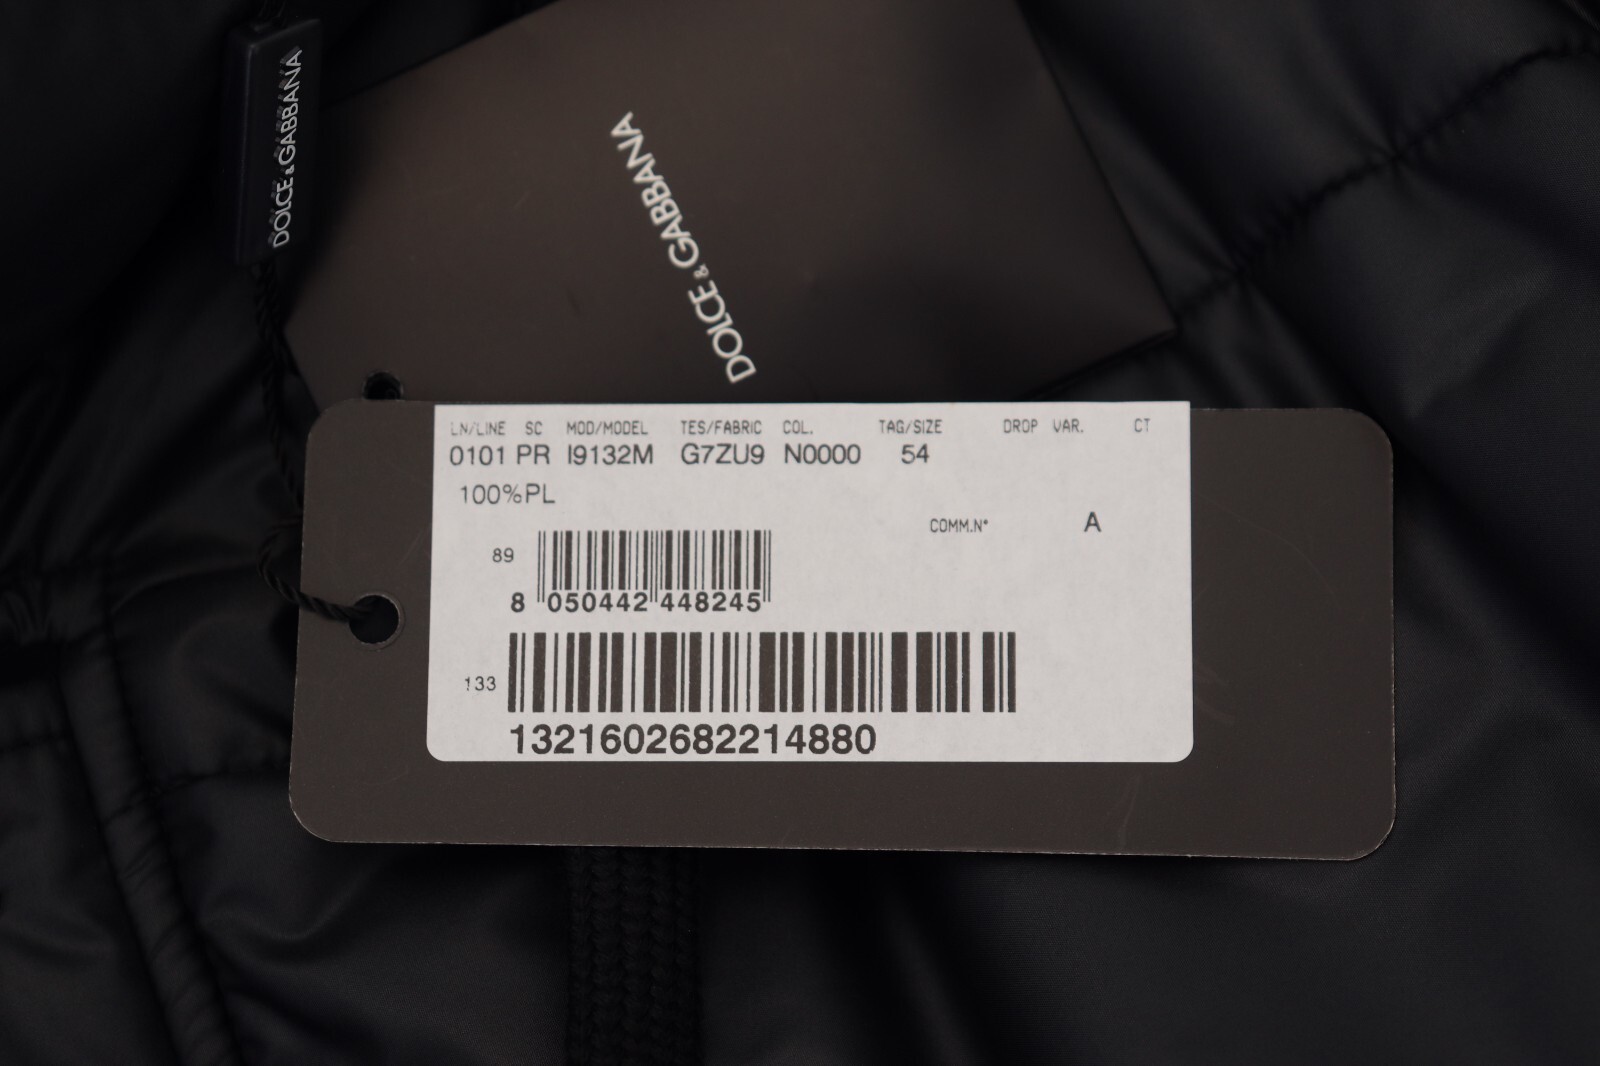 DOLCE&GABBANA
DOLCE&GABBANA
LN/LINE SC MOD/MODEL TES/FABRIC COL. TAG/SIZE DROP VAR. CT
0101 PR I9132M G7ZU9 N0000 54
100%PL
COMM.N° A
89
8 050442 448245
133
1321602682214880